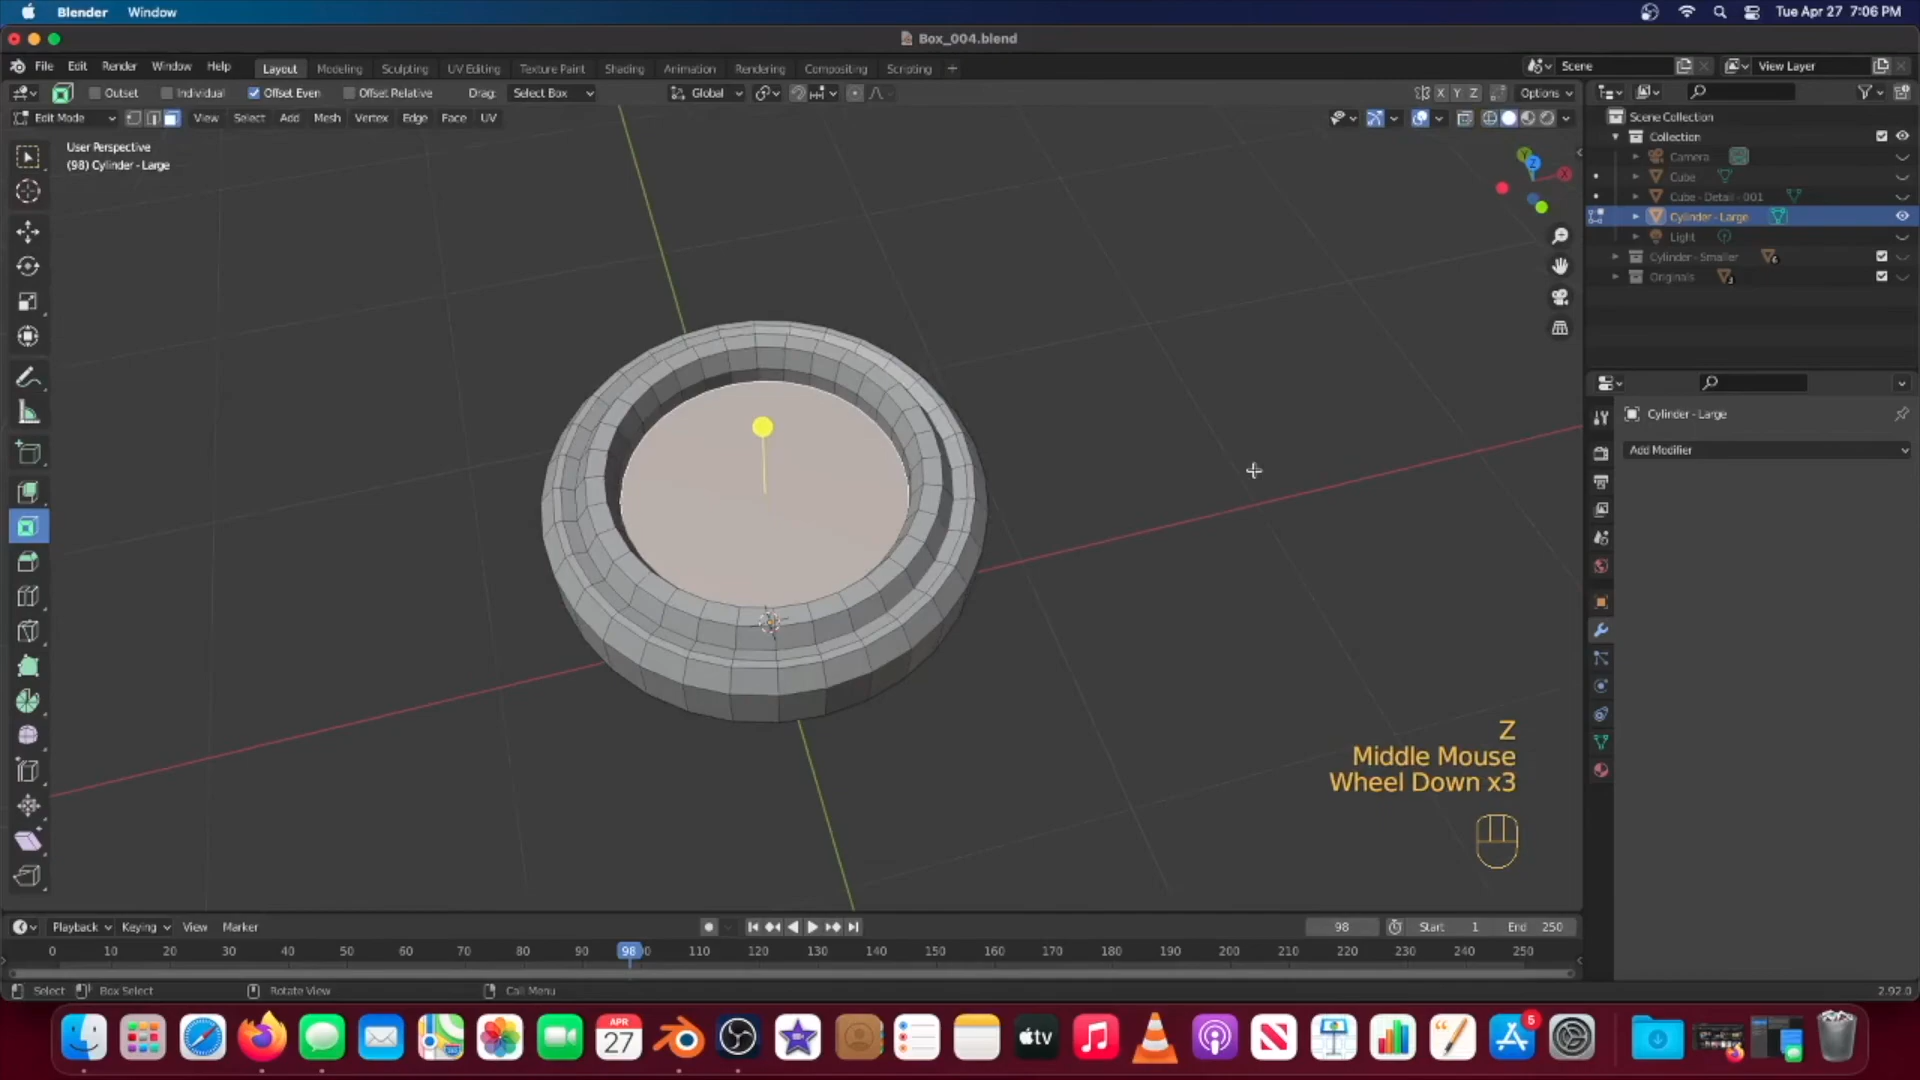 Blender Window Tue Apr 27 7:06 PM
Box_004.blend
File Edit Render Window Help Layout Modeling Sculpting UV Editing Texture Paint Shading Animation Rendering Compositing Scripting + Scene View Layer
Outset Individual Offset Even Offset Relative Drag: Select Box Global X Y Z Options
Edit Mode View Select Add Mesh Vertex Edge Face UV
User Perspective
(98) Cylinder - Large
Y
Z
X
Scene Collection
Collection
Camera
Cube
Cube - Detail - 001
Cylinder - Large
Light
Cylinder - Smaller
Originals
Cylinder - Large
Add Modifier
Z
Middle Mouse
Wheel Down x3
Playback Keying View Marker 98 Start 1 End 250
0 10 20 30 40 50 60 70 80 98 110 120 130 140 150 160 170 180 190 200 210 220 230 240 250
Select Box Select Rotate View Call Menu 2.92.0
APR
27
tv
5